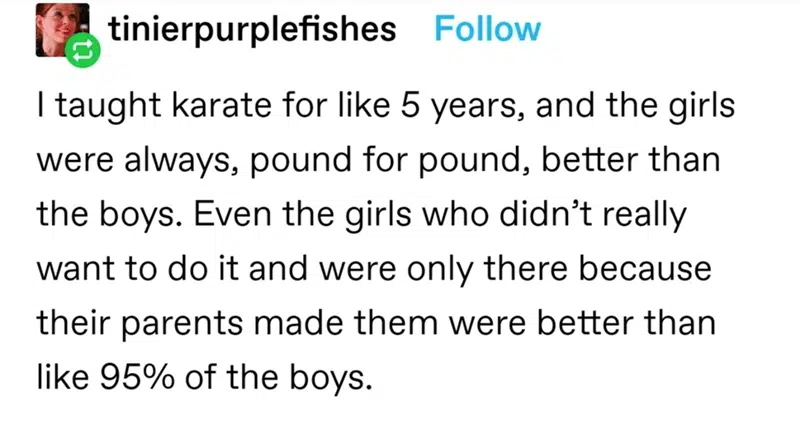 tinierpurplefishes Follow
I taught karate for like 5 years, and the girls
were always, pound for pound, better than
the boys. Even the girls who didn’t really
want to do it and were only there because
their parents made them were better than
like 95% of the boys.